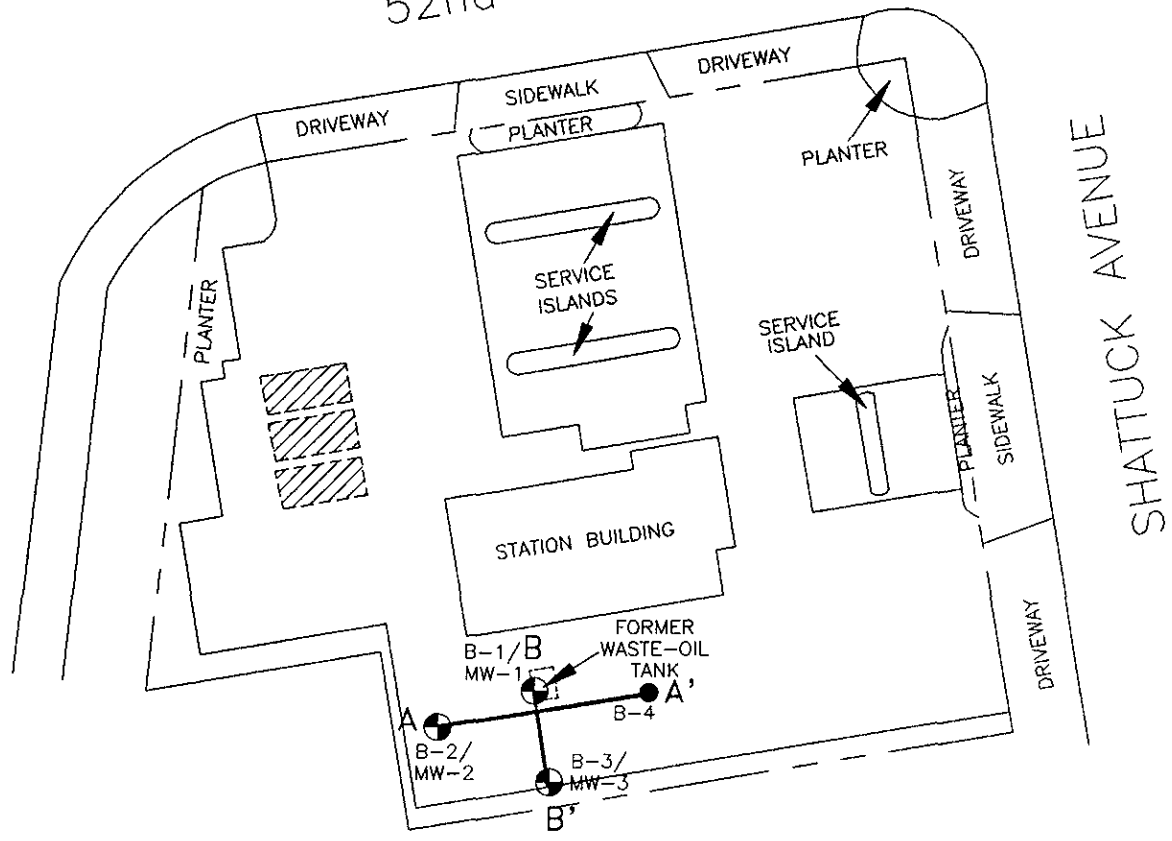 52nd
DRIVEWAY
SIDEWALK
DRIVEWAY
PLANTER
PLANTER
DRIVEWAY
SHATTUCK AVENUE
SERVICE
ISLANDS
PLANTER
SERVICE
ISLAND
PLANTER
SIDEWALK
STATION BUILDING
DRIVEWAY
FORMER
WASTE-OIL
TANK
B-1/
MW-1
B
A
A'
B-4
B-2/
MW-2
B-3/
MW-3
B'